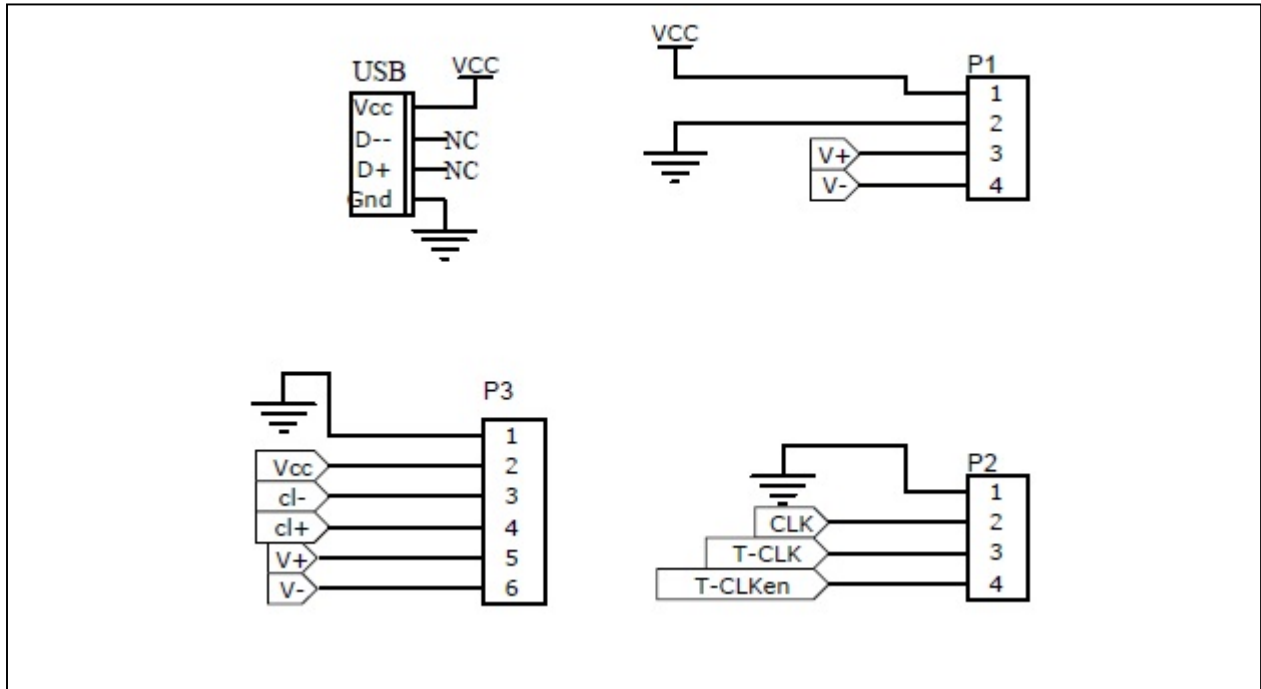 USB
VCC
Vcc
D--
NC
D+
NC
Gnd
VCC
P1
1
2
V+ 3
V- 4
P3
1
Vcc 2
cl- 3
cl+ 4
V+ 5
V- 6
P2
1
CLK 2
T-CLK 3
T-CLKen 4